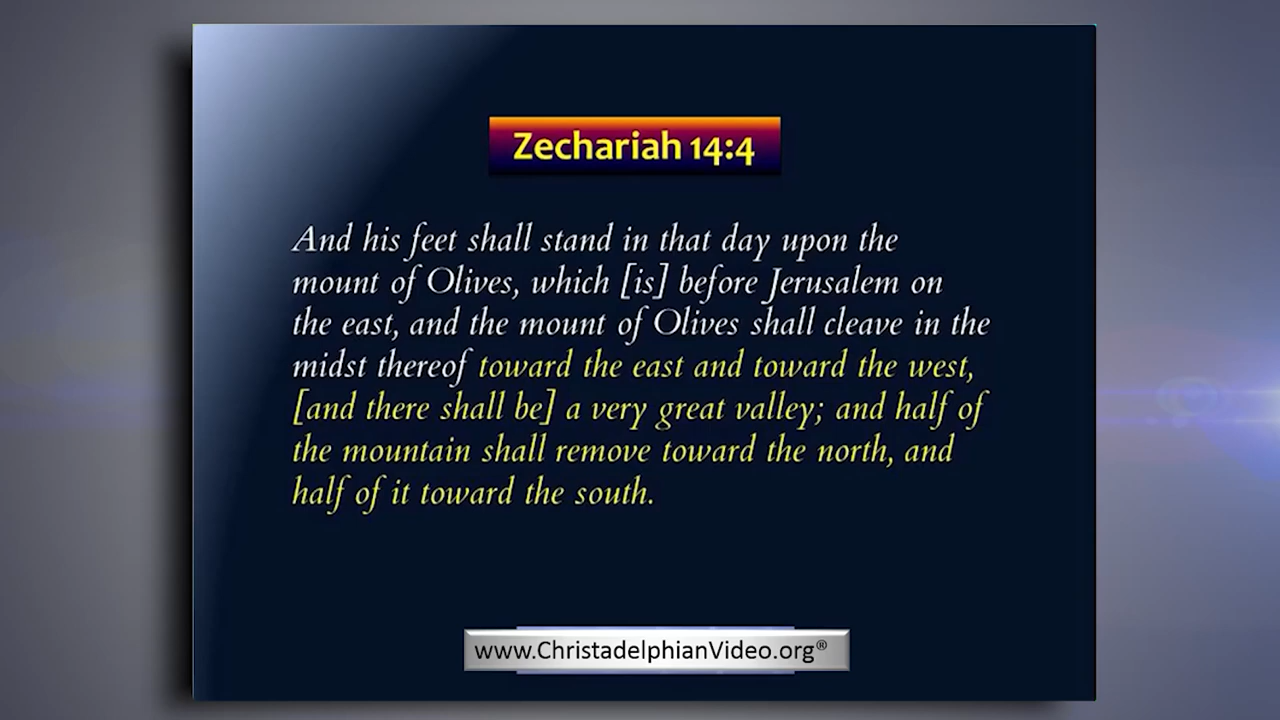 Zechariah 14:4
And his feet shall stand in that day upon the
mount of Olives, which [is] before Jerusalem on
the east, and the mount of Olives shall cleave in the
midst thereof toward the east and toward the west,
[and there shall be] a very great valley; and half of
the mountain shall remove toward the north, and
half of it toward the south.
www.ChristadelphianVideo.org®